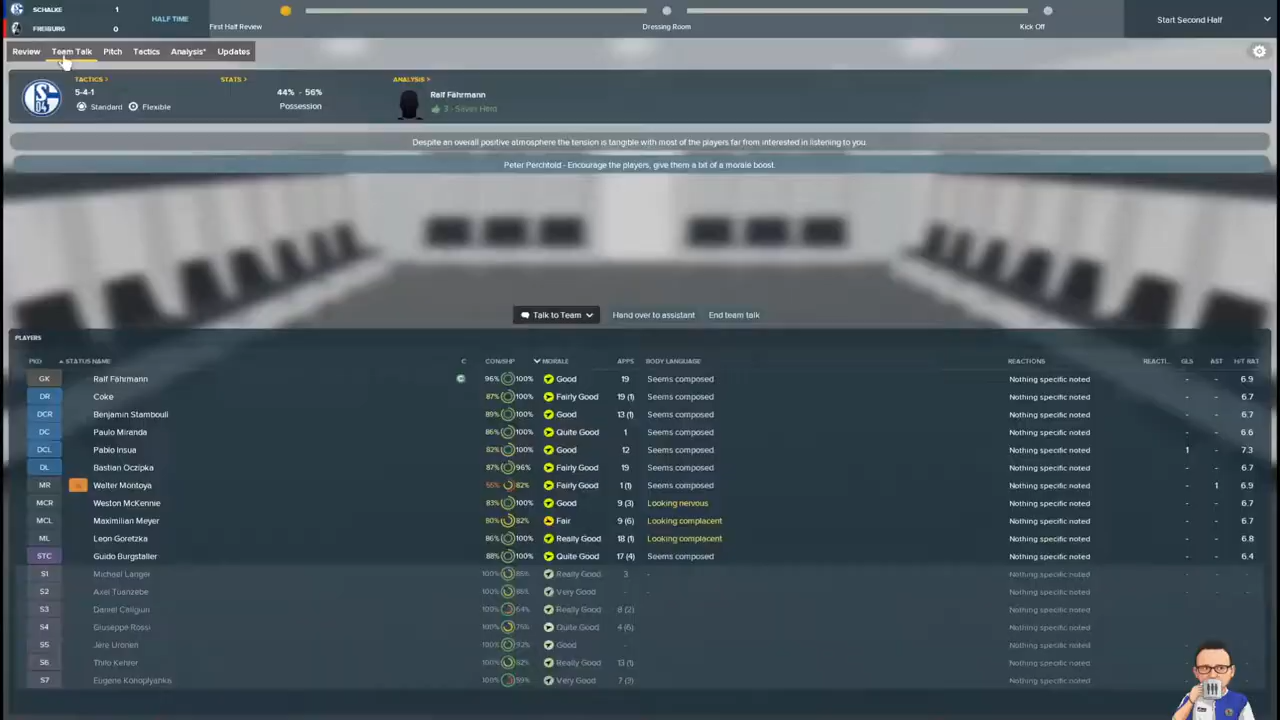 SCHALKE 1
FREIBURG 0
HALF TIME
First Half Review
Dressing Room
Kick Off
Start Second Half
Review Team Talk Pitch Tactics Analysis* Updates
TACTICS > STATS > ANALYSIS >
5-4-1 44% - 56% Ralf Fährmann
Standard Flexible Possession 3 - Silver Hero
Despite an overall positive atmosphere the tension is tangible with most of the players far from interested in listening to you.
Peter Perchtold - Encourage the players, give them a bit of a morale boost.
Talk to Team Hand over to assistant End team talk
PLAYERS
PKD STATUS NAME C CON/SHP MORALE APPS BODY LANGUAGE REACTIONS REACTI... GLS AST H/T RAT
GK Ralf Fährmann C 96% 100% Good 19 Seems composed Nothing specific noted - - 6.9
DR Coke 87% 100% Fairly Good 19 (1) Seems composed Nothing specific noted - - 6.7
DCR Benjamin Stambouli 89% 100% Good 13 (1) Seems composed Nothing specific noted - - 6.7
DC Paulo Miranda 86% 100% Quite Good 1 Seems composed Nothing specific noted - - 6.6
DCL Pablo Insua 82% 100% Good 12 Seems composed Nothing specific noted 1 - 7.3
DL Bastian Oczipka 87% 96% Fairly Good 19 Seems composed Nothing specific noted - - 6.7
MR Walter Montoya 55% 82% Fairly Good 1 (1) Seems composed Nothing specific noted - 1 6.9
MCR Weston McKennie 83% 100% Good 9 (3) Looking nervous Nothing specific noted - - 6.7
MCL Maximilian Meyer 80% 82% Fair 9 (6) Looking complacent Nothing specific noted - - 6.7
ML Leon Goretzka 86% 100% Really Good 18 (1) Looking complacent Nothing specific noted - - 6.8
STC Guido Burgstaller 88% 100% Quite Good 17 (4) Seems composed Nothing specific noted - - 6.4
S1 Micheal Langer 100% 85% Really Good 3 - Nothing specific noted - - -
S2 Axel Tuanzebe 100% Very Good - Nothing specific noted - - -
S3 Daniel Caligiuri 100% 64% Really Good 8 (2) Nothing specific noted - - -
S4 Giuseppe Rossi 100% 75% Quite Good 4 (6) Nothing specific noted - - -
S5 Jere Uronen 100% Good - Nothing specific noted - - -
S6 Thilo Kehrer 100% 82% Really Good 13 (1) Nothing specific noted - - -
S7 Eugene Konoplyanka 100% Very Good Nothing specific noted - - -